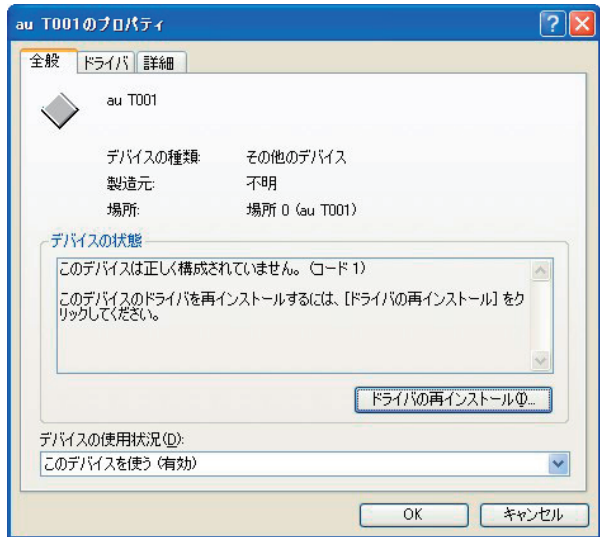 au T001のプロパティ
全般 ドライバ 詳細
au T001
デバイスの種類: その他のデバイス
製造元: 不明
場所: 場所 0 (au T001)
デバイスの状態
このデバイスは正しく構成されていません。(コード 1)
このデバイスのドライバを再インストールするには、[ドライバの再インストール] をク
リックしてください。
ドライバの再インストール(I)...
デバイスの使用状況(D):
このデバイスを使う (有効)
OK キャンセル